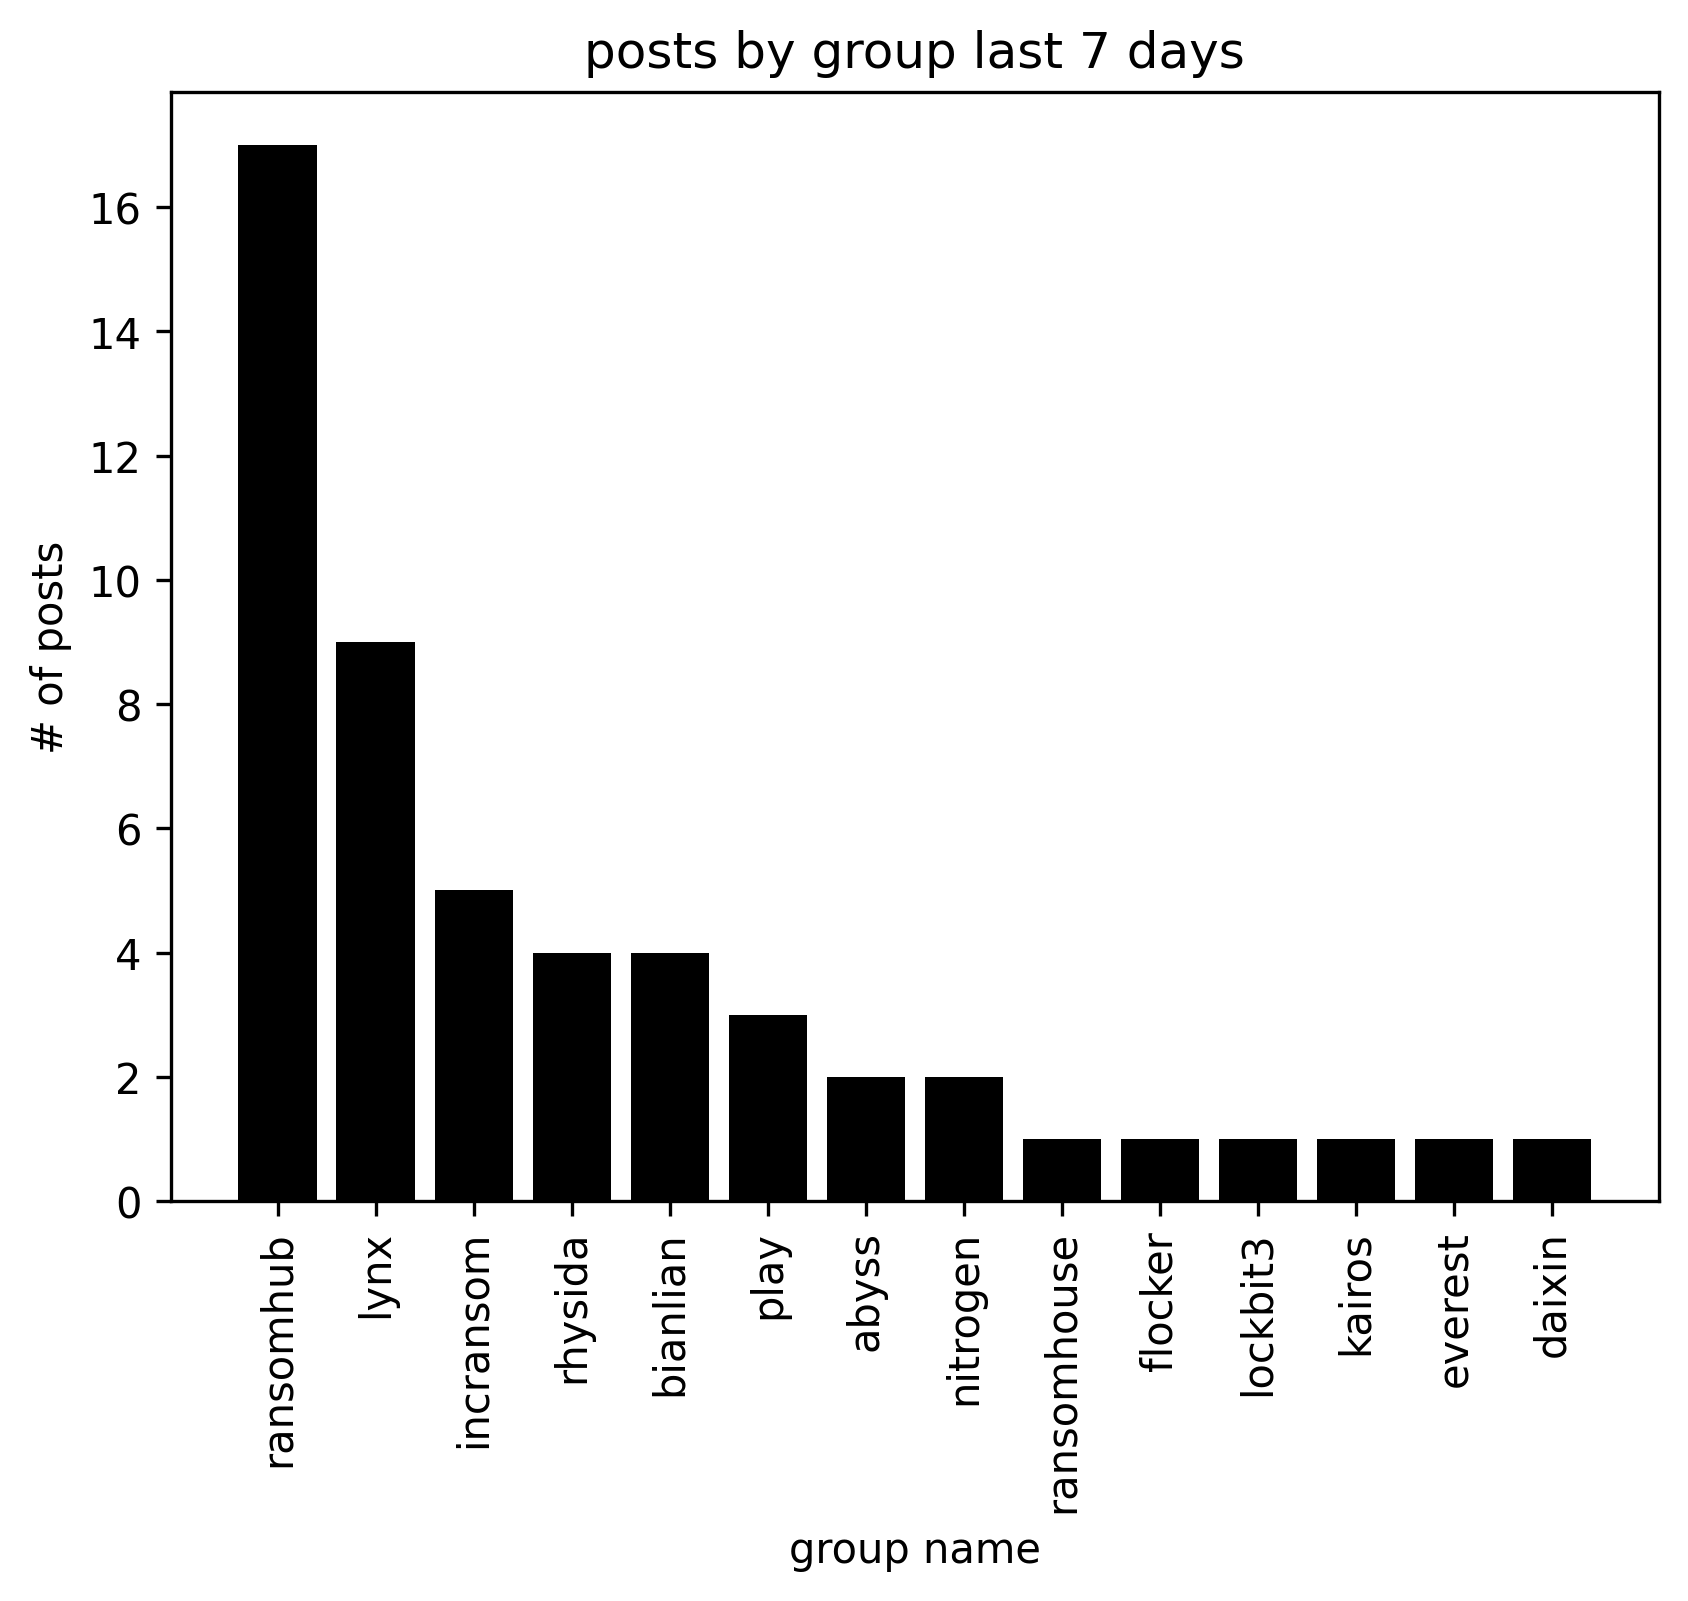 posts by group last 7 days
# of posts
16
14
12
10
8
6
4
2
0
ransomhub
lynx
incransom
rhysida
bianlian
play
abyss
nitrogen
ransomhouse
flocker
lockbit3
kairos
everest
daixin
group name